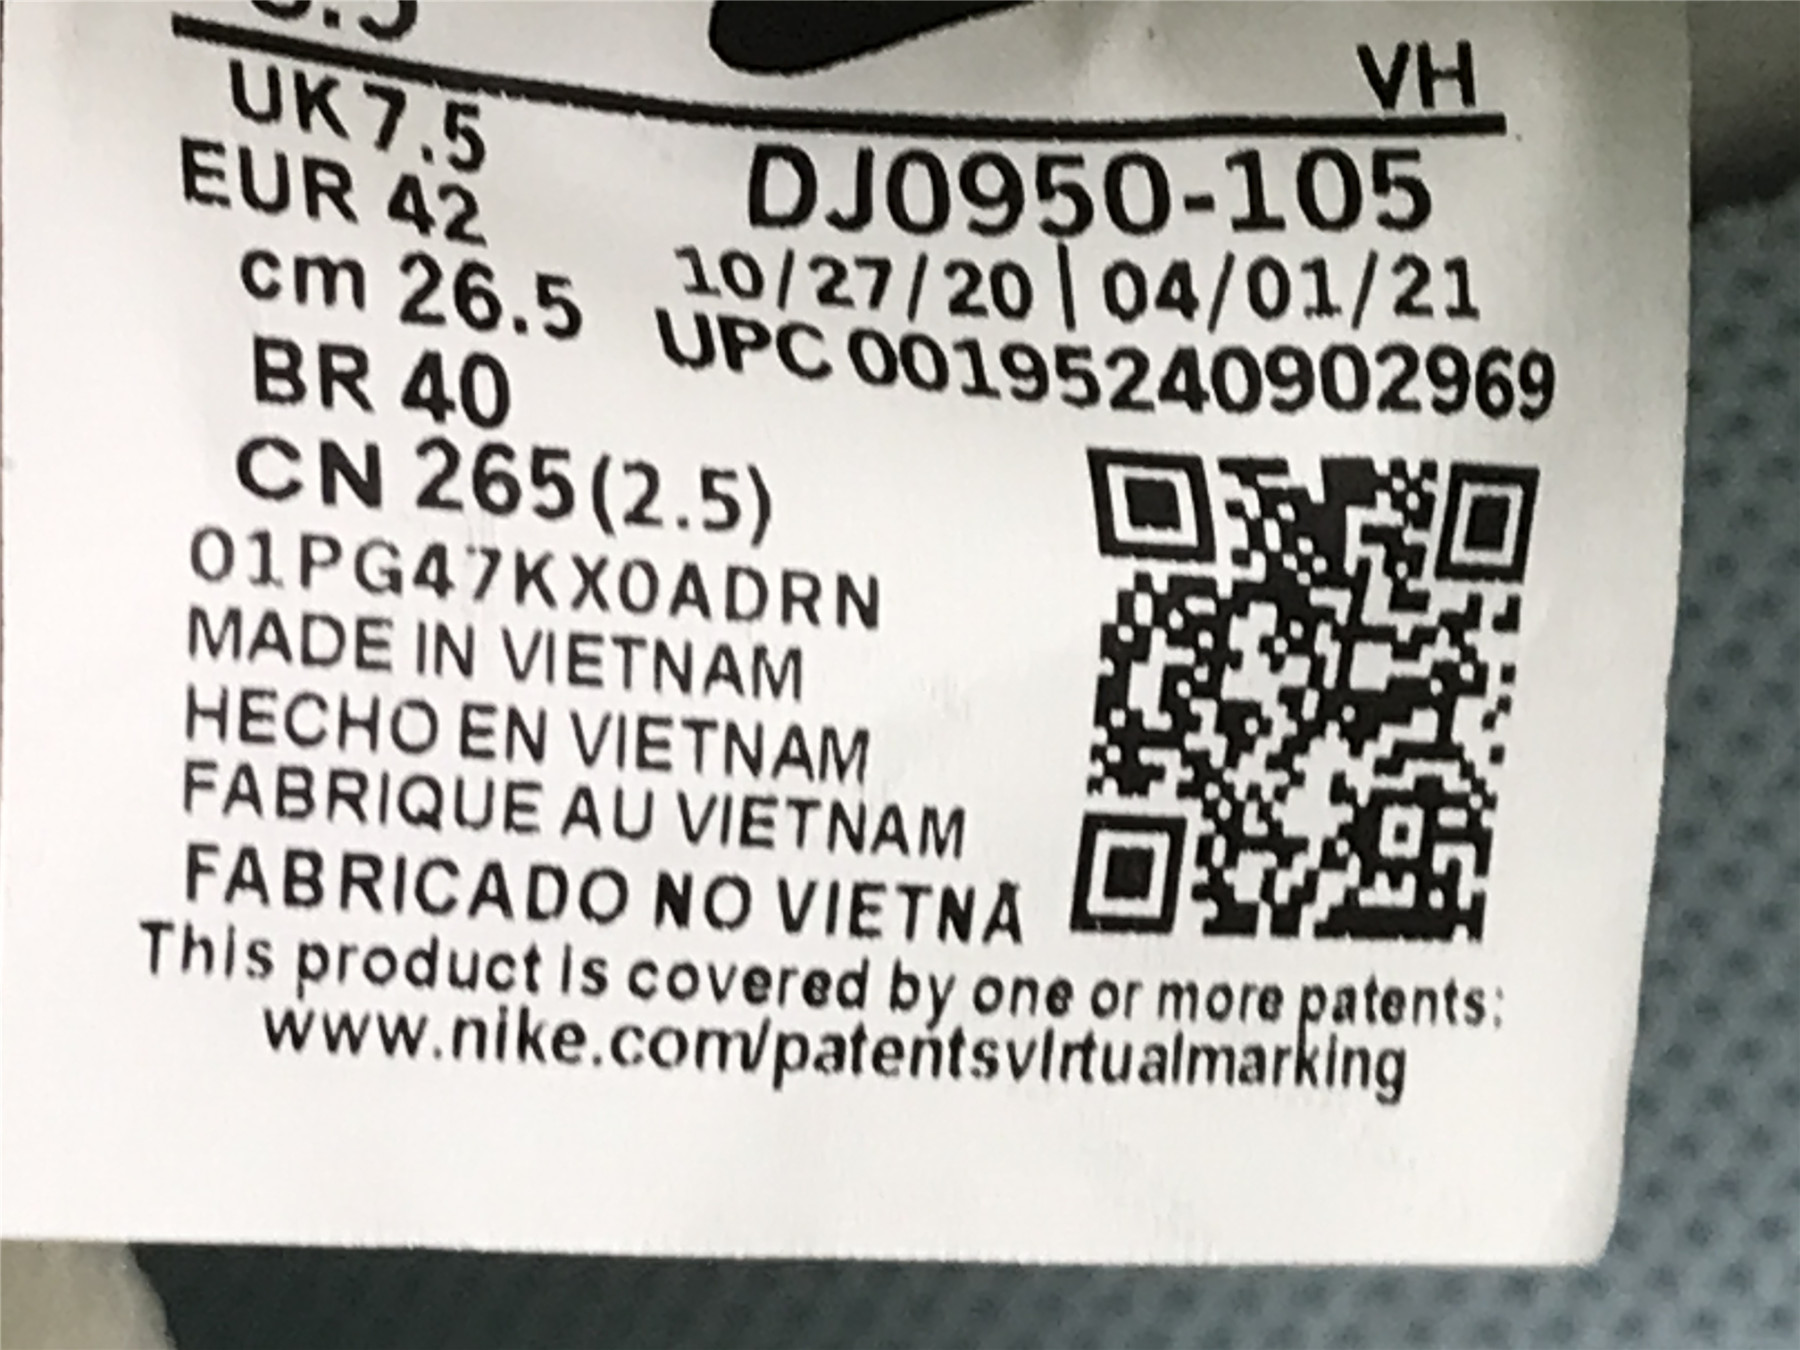 VH
UK 7.5
EUR 42
cm 26.5
BR 40
CN 265(2.5)
DJ0950-105
10/27/20 | 04/01/21
UPC 00195240902969
01PG47KX0ADRN
MADE IN VIETNAM
HECHO EN VIETNAM
FABRIQUE AU VIETNAM
FABRICADO NO VIETNÃ
This product is covered by one or more patents:
www.nike.com/patentsvirtualmarking